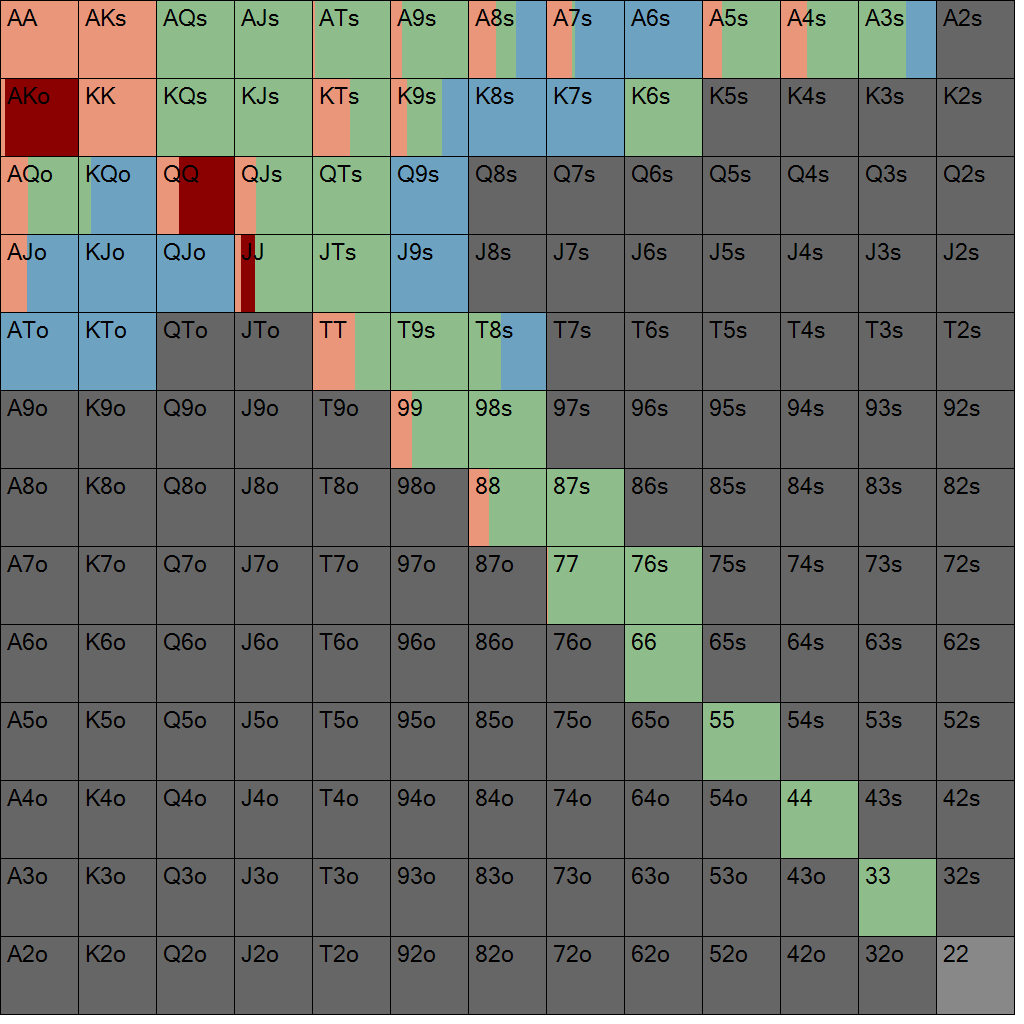 AA AKs AQs AJs ATs A9s A8s A7s A6s A5s A4s A3s A2s
AKo KK KQs KJs KTs K9s K8s K7s K6s K5s K4s K3s K2s
AQo KQo QQ QJs QTs Q9s Q8s Q7s Q6s Q5s Q4s Q3s Q2s
AJo KJo QJo JJ JTs J9s J8s J7s J6s J5s J4s J3s J2s
ATo KTo QTo JTo TT T9s T8s T7s T6s T5s T4s T3s T2s
A9o K9o Q9o J9o T9o 99 98s 97s 96s 95s 94s 93s 92s
A8o K8o Q8o J8o T8o 98o 88 87s 86s 85s 84s 83s 82s
A7o K7o Q7o J7o T7o 97o 87o 77 76s 75s 74s 73s 72s
A6o K6o Q6o J6o T6o 96o 86o 76o 66 65s 64s 63s 62s
A5o K5o Q5o J5o T5o 95o 85o 75o 65o 55 54s 53s 52s
A4o K4o Q4o J4o T4o 94o 84o 74o 64o 54o 44 43s 42s
A3o K3o Q3o J3o T3o 93o 83o 73o 63o 53o 43o 33 32s
A2o K2o Q2o J2o T2o 92o 82o 72o 62o 52o 42o 32o 22